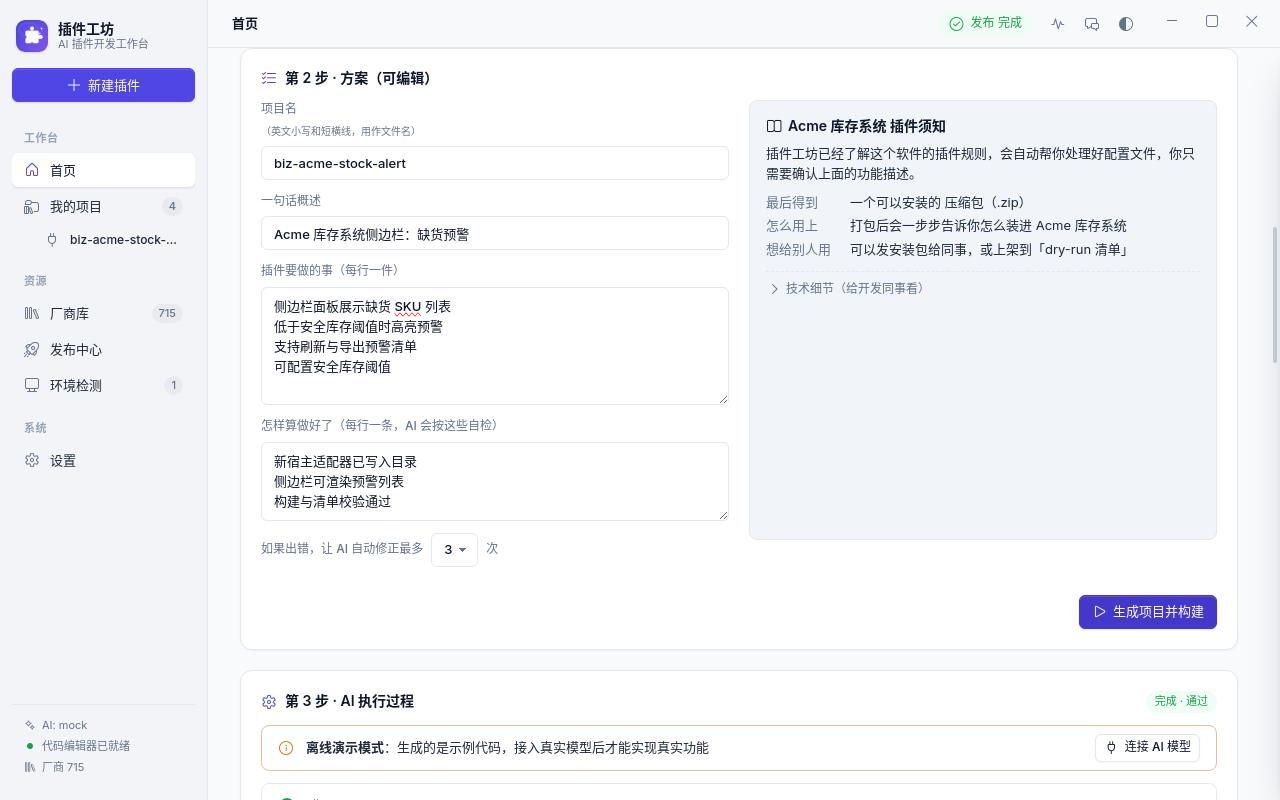 插件工坊
AI 插件开发工作台
新建插件
工作台
首页
我的项目 4
biz-acme-stock-...
资源
厂商库 715
发布中心
环境检测 1
系统
设置
AI: mock
代码编辑器已就绪
厂商 715
首页
发布 完成
第 2 步 · 方案（可编辑）
项目名
（英文小写和短横线，用作文件名）
biz-acme-stock-alert
一句话概述
Acme 库存系统侧边栏：缺货预警
插件要做的事（每行一件）
侧边栏面板展示缺货 SKU 列表
低于安全库存阈值时高亮预警
支持刷新与导出预警清单
可配置安全库存阈值
怎样算做好了（每行一条，AI 会按这些自检）
新宿主适配器已写入目录
侧边栏可渲染预警列表
构建与清单校验通过
如果出错，让 AI 自动修正最多 3 次
Acme 库存系统 插件须知
插件工坊已经了解这个软件的插件规则，会自动帮你处理好配置文件，你只
需要确认上面的功能描述。
最后得到 一个可以安装的 压缩包（.zip）
怎么用上 打包后会一步步告诉你怎么装进 Acme 库存系统
想给别人用 可以发安装包给同事，或上架到「dry-run 清单」
技术细节（给开发同事看）
生成项目并构建
第 3 步 · AI 执行过程
完成 · 通过
离线演示模式：生成的是示例代码，接入真实模型后才能实现真实功能
连接 AI 模型